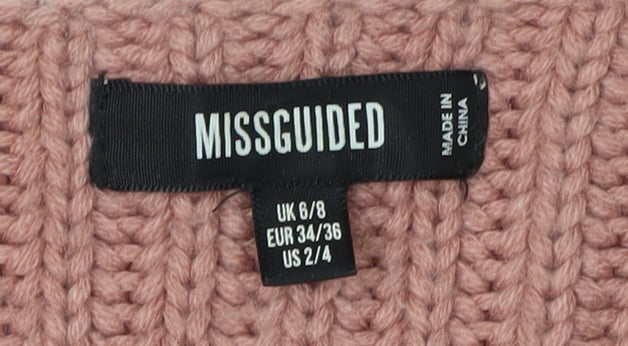 MISSGUIDED
MADE IN
CHINA
UK 6/8
EUR 34/36
US 2/4